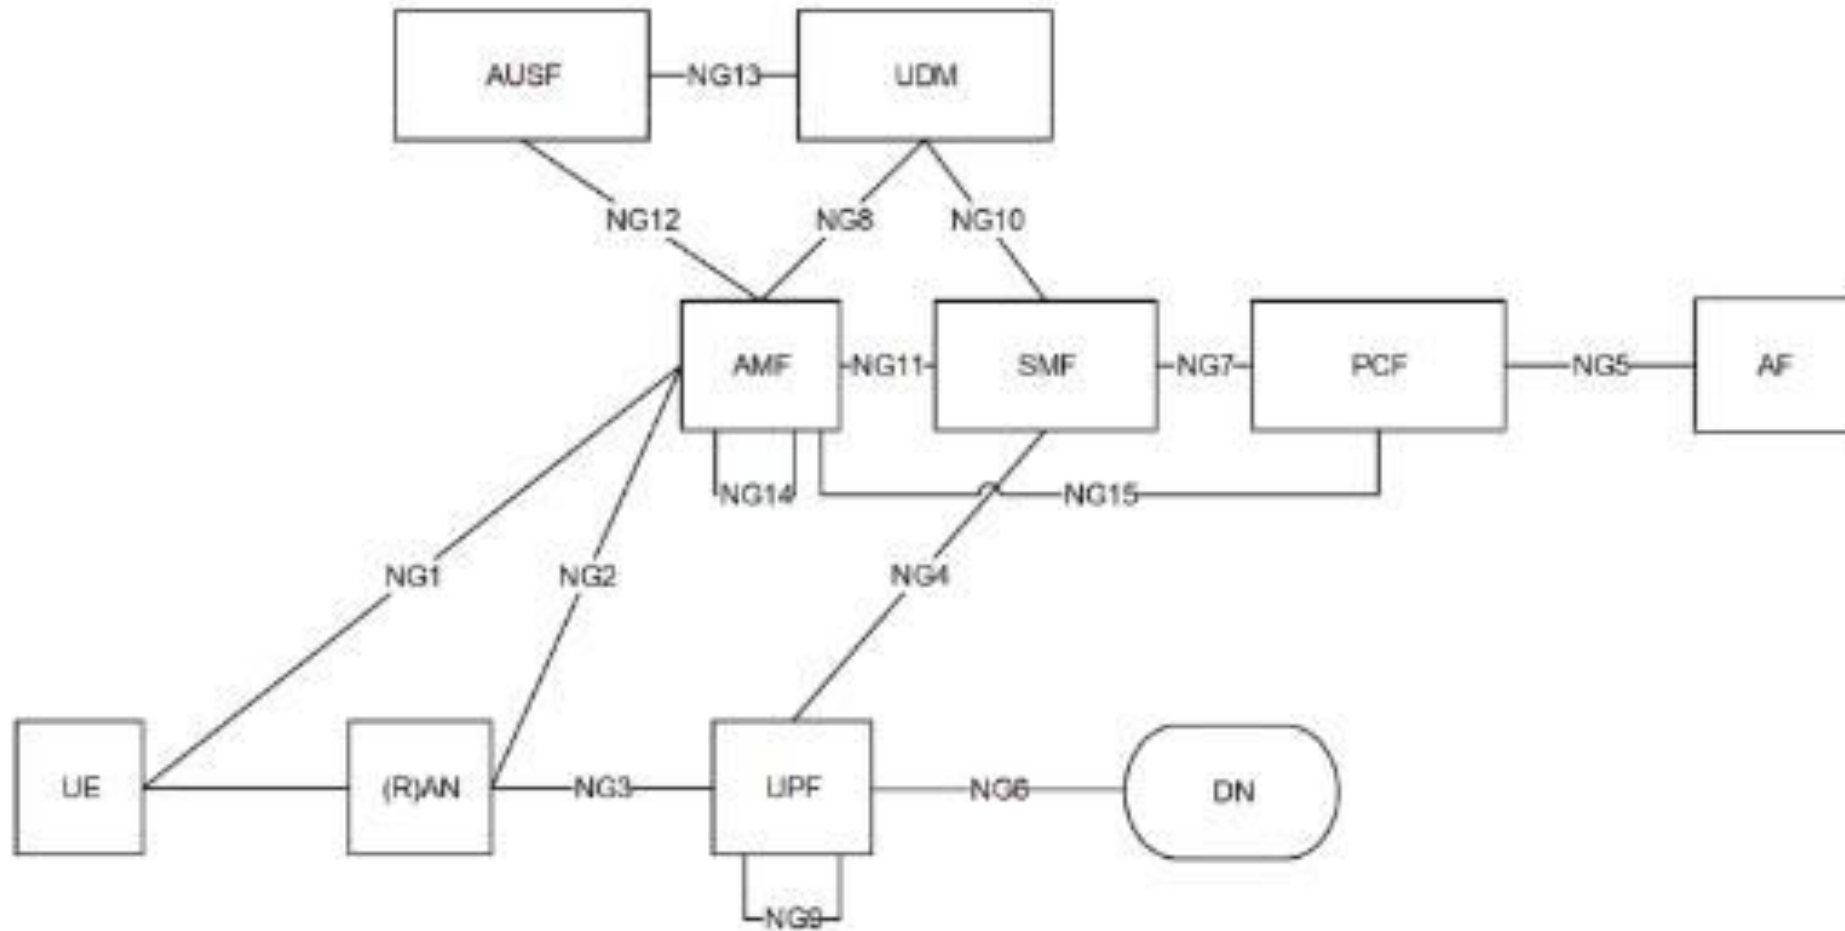 AUSF NG13 UDM
NG12 NG8 NG10
AMF NG11 SMF NG7 PCF NG5 AF
NG14 NG15
NG1 NG2 NG4
UE (R)AN NG3 UPF NG6 DN
NG9